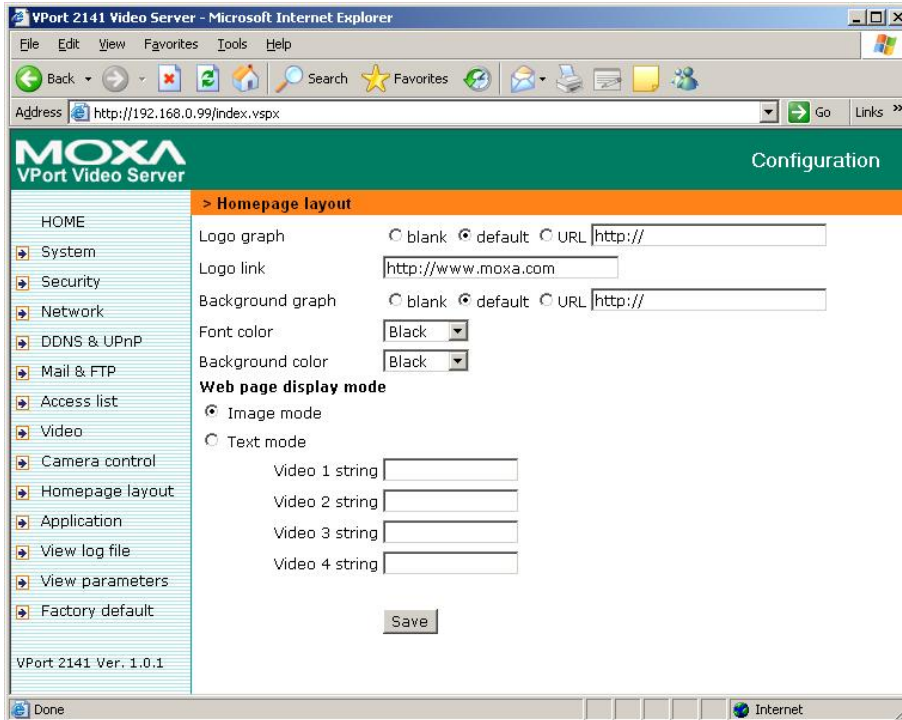 VPort 2141 Video Server - Microsoft Internet Explorer
File Edit View Favorites Tools Help
Back Search Favorites
Address http://192.168.0.99/index.vspx Go Links »
MOXA
VPort Video Server
Configuration
HOME
System
Security
Network
DDNS & UPnP
Mail & FTP
Access list
Video
Camera control
Homepage layout
Application
View log file
View parameters
Factory default
VPort 2141 Ver. 1.0.1
> Homepage layout
Logo graph blank default URL http://
Logo link http://www.moxa.com
Background graph blank default URL http://
Font color Black
Background color Black
Web page display mode
Image mode
Text mode
Video 1 string
Video 2 string
Video 3 string
Video 4 string
Save
Done Internet